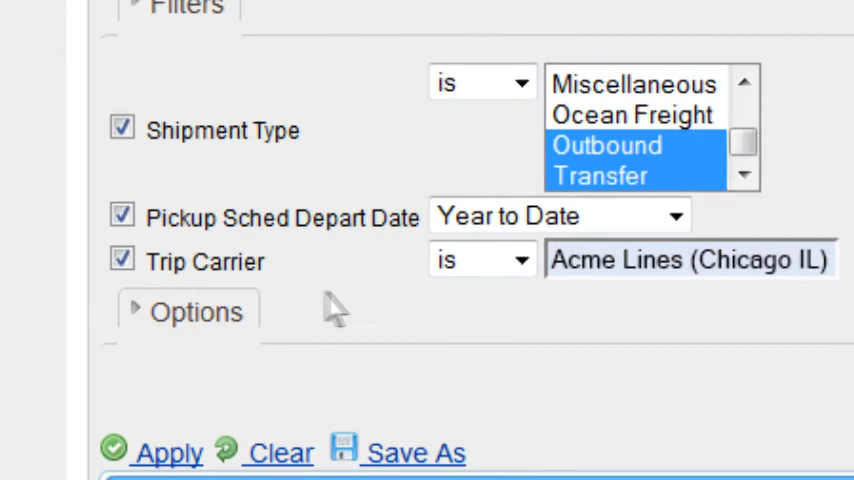 Filters
is
Miscellaneous
Ocean Freight
Shipment Type
Outbound
Transfer
Pickup Sched Depart Date
Year to Date
Trip Carrier
is
Acme Lines (Chicago IL)
Options
Apply
Clear
Save As